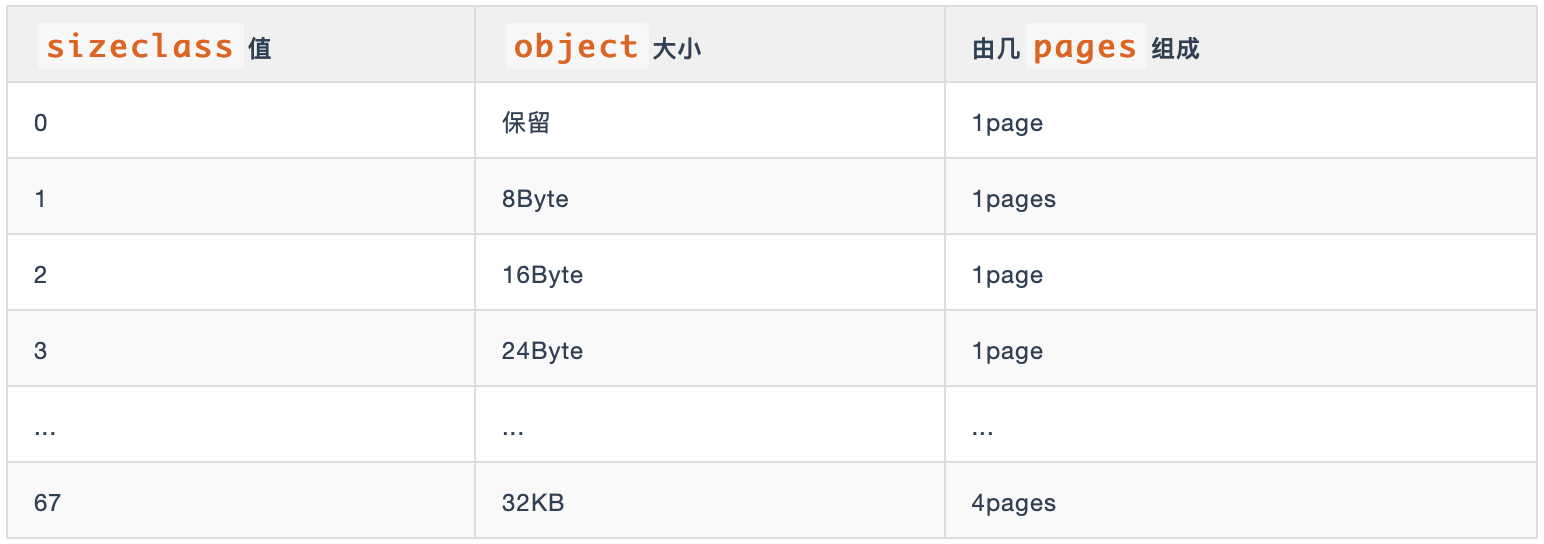 sizeclass 值 object 大小 由几 pages 组成
0 保留 1page
1 8Byte 1pages
2 16Byte 1page
3 24Byte 1page
... ... ...
67 32KB 4pages